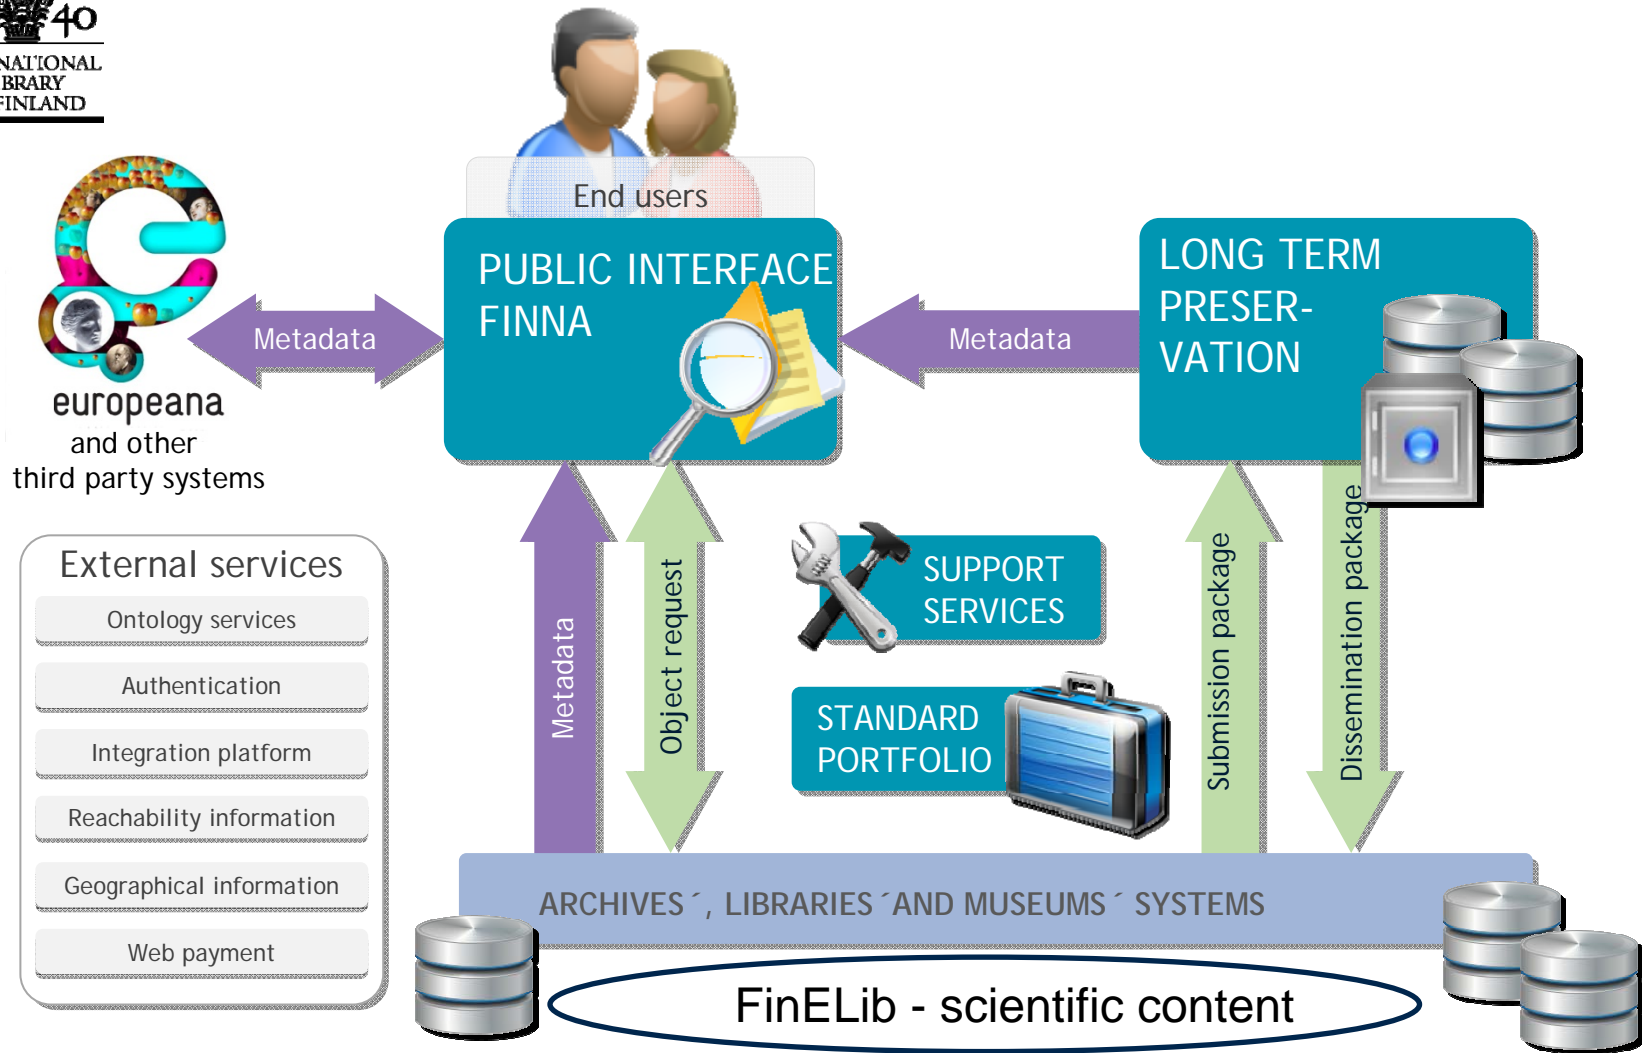 40
NATIONAL
BRARY
FINLAND
End users
PUBLIC INTERFACE
FINNA
LONG TERM
PRESER-
VATION
Metadata
Metadata
europeana
and other
third party systems
External services
Ontology services
Authentication
Integration platform
Reachability information
Geographical information
Web payment
Metadata
Object request
SUPPORT
SERVICES
STANDARD
PORTFOLIO
Submission package
Dissemination package
ARCHIVES´, LIBRARIES´AND MUSEUMS´ SYSTEMS
FinELib - scientific content